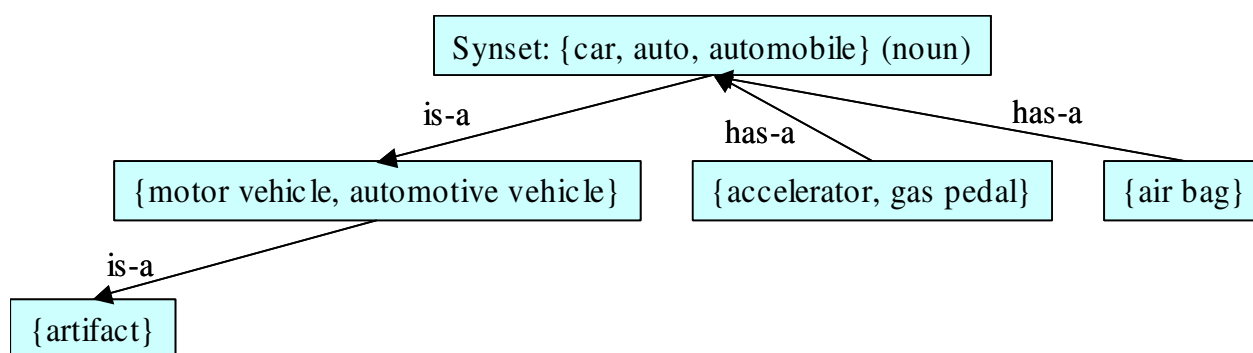 Synset: {car, auto, automobile} (noun)
is-a
has-a
has-a
{motor vehicle, automotive vehicle}
{accelerator, gas pedal}
{air bag}
is-a
{artifact}